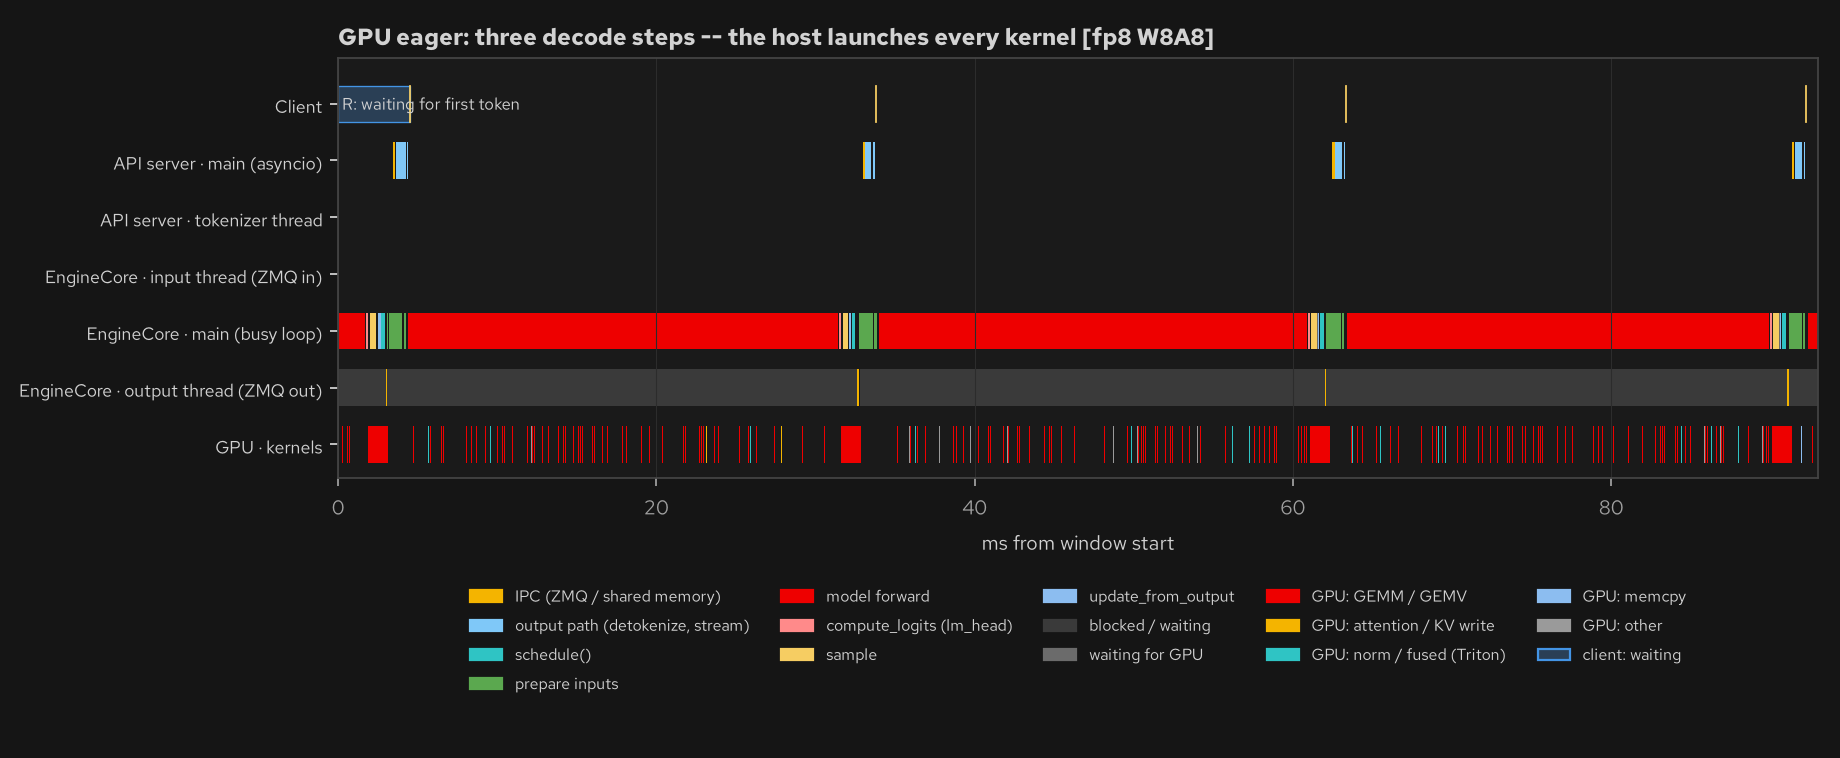 GPU eager: three decode steps -- the host launches every kernel [fp8 W8A8]
Client
R: waiting for first token
API server · main (asyncio)
API server · tokenizer thread
EngineCore · input thread (ZMQ in)
EngineCore · main (busy loop)
EngineCore · output thread (ZMQ out)
GPU · kernels
0 20 40 60 80
ms from window start
IPC (ZMQ / shared memory) model forward update_from_output GPU: GEMM / GEMV GPU: memcpy
output path (detokenize, stream) compute_logits (lm_head) blocked / waiting GPU: attention / KV write GPU: other
schedule() sample waiting for GPU GPU: norm / fused (Triton) client: waiting
prepare inputs